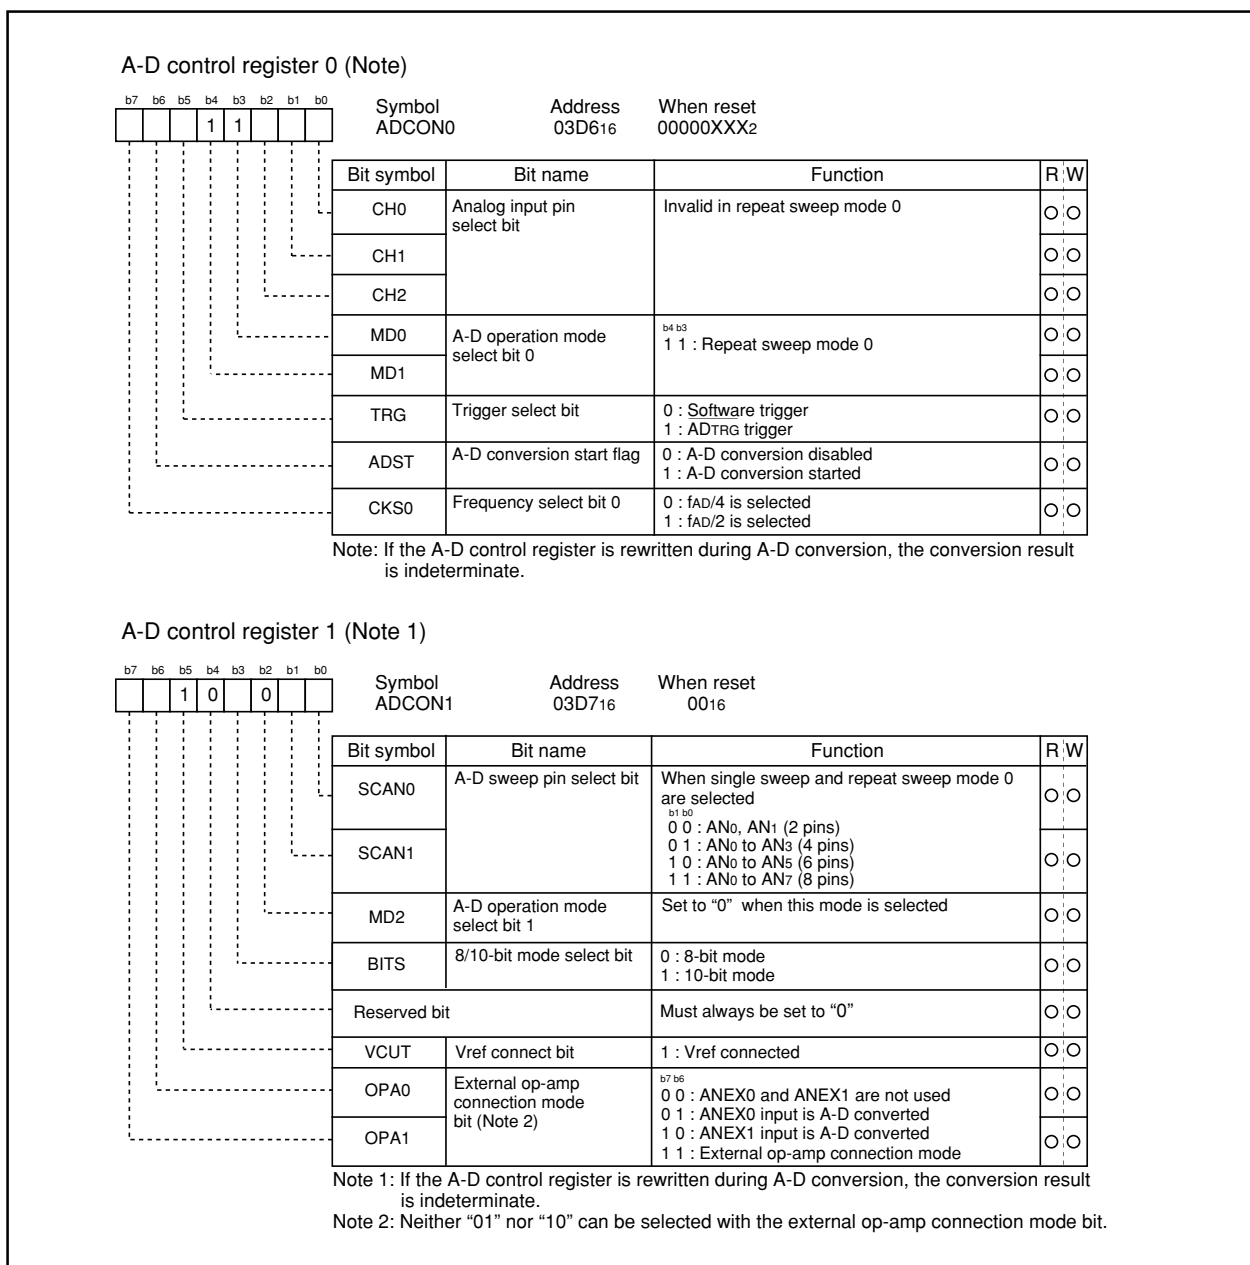 A-D control register 0 (Note)
b7 b6 b5 b4 b3 b2 b1 b0
1 1
Symbol Address When reset
ADCON0 03D616 00000XXX2
Bit symbol Bit name Function R W
CH0 Analog input pin select bit Invalid in repeat sweep mode 0
CH1
CH2
MD0 A-D operation mode select bit 0 b4 b3
1 1 : Repeat sweep mode 0
MD1
TRG Trigger select bit 0 : Software trigger
1 : ADTRG trigger
ADST A-D conversion start flag 0 : A-D conversion disabled
1 : A-D conversion started
CKS0 Frequency select bit 0 0 : fAD/4 is selected
1 : fAD/2 is selected
Note: If the A-D control register is rewritten during A-D conversion, the conversion result
is indeterminate.
A-D control register 1 (Note 1)
b7 b6 b5 b4 b3 b2 b1 b0
1 0 0
Symbol Address When reset
ADCON1 03D716 0016
Bit symbol Bit name Function R W
SCAN0 A-D sweep pin select bit When single sweep and repeat sweep mode 0
are selected
b1 b0
0 0 : AN0, AN1 (2 pins)
SCAN1 0 1 : AN0 to AN3 (4 pins)
1 0 : AN0 to AN5 (6 pins)
1 1 : AN0 to AN7 (8 pins)
MD2 A-D operation mode select bit 1 Set to “0” when this mode is selected
BITS 8/10-bit mode select bit 0 : 8-bit mode
1 : 10-bit mode
Reserved bit Must always be set to “0”
VCUT Vref connect bit 1 : Vref connected
OPA0 External op-amp connection mode bit (Note 2) b7 b6
0 0 : ANEX0 and ANEX1 are not used
0 1 : ANEX0 input is A-D converted
OPA1 1 0 : ANEX1 input is A-D converted
1 1 : External op-amp connection mode
Note 1: If the A-D control register is rewritten during A-D conversion, the conversion result
is indeterminate.
Note 2: Neither “01” nor “10” can be selected with the external op-amp connection mode bit.